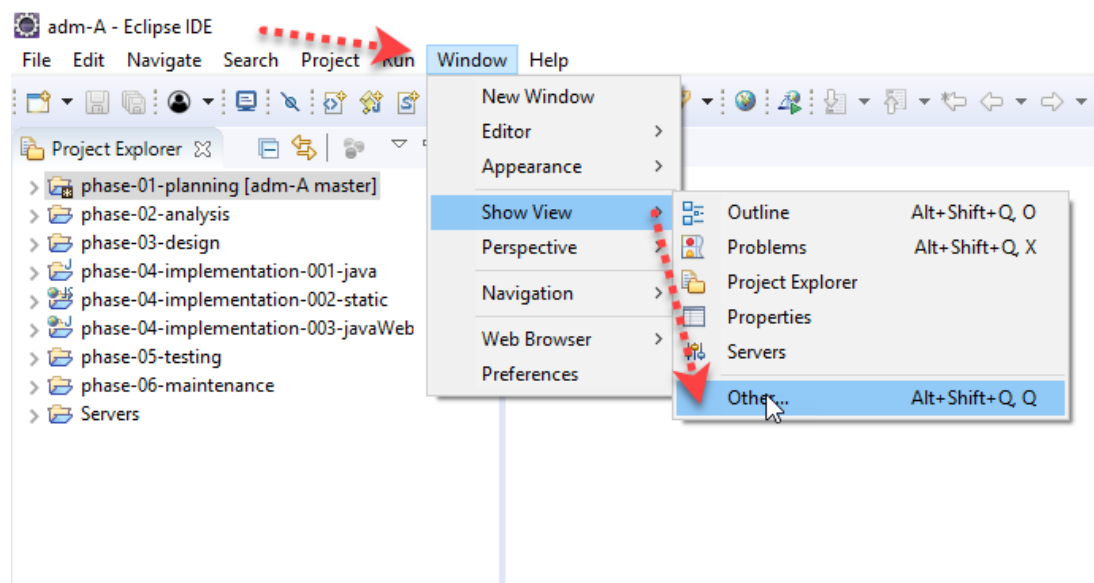 adm-A - Eclipse IDE
File Edit Navigate Search Project Run Window Help
Project Explorer
phase-01-planning [adm-A master]
phase-02-analysis
phase-03-design
phase-04-implementation-001-java
phase-04-implementation-002-static
phase-04-implementation-003-javaWeb
phase-05-testing
phase-06-maintenance
Servers
New Window
Editor
Appearance
Show View
Perspective
Navigation
Web Browser
Preferences
Outline Alt+Shift+Q, O
Problems Alt+Shift+Q, X
Project Explorer
Properties
Servers
Other... Alt+Shift+Q, Q